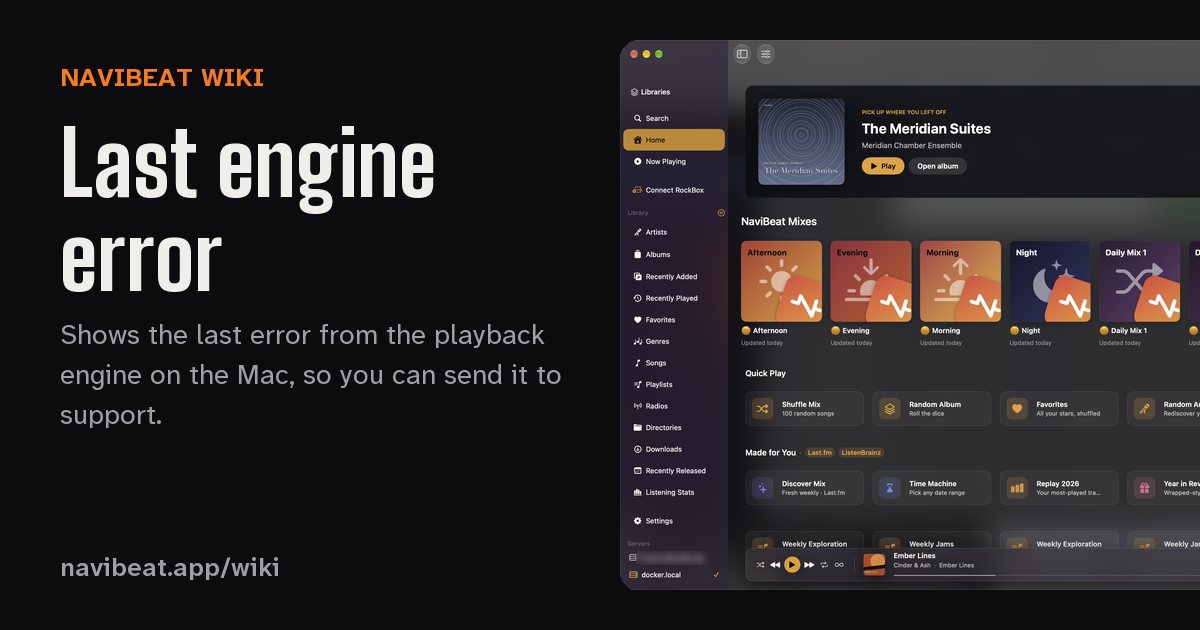 NAVIBEAT WIKI
Last engine
error
Shows the last error from the playback
engine on the Mac, so you can send it to
support.
navibeat.app/wiki
Libraries
Search
Home
Now Playing
Connect RockBox
Library
Artists
Albums
Recently Added
Recently Played
Favorites
Genres
Songs
Playlists
Radios
Directories
Downloads
Recently Released
Listening Stats
Settings
Servers
docker.local
The Meridian Suites
PICK UP WHERE YOU LEFT OFF
The Meridian Suites
Meridian Chamber Ensemble
Play
Open album
NaviBeat Mixes
Afternoon
Evening
Morning
Night
Daily Mix 1
Afternoon
Evening
Morning
Night
Daily Mix 1
Updated today
Updated today
Updated today
Updated today
Updated today
Quick Play
Shuffle Mix
100 random songs
Random Album
Roll the dice
Favorites
All your stars, shuffled
Random
Made for You · Last.fm ListenBrainz
Discover Mix
Fresh weekly · Last.fm
Time Machine
Pick any date range
Replay 2026
Your most-played tra...
Year in
Weekly Exploration
Weekly Jams
Weekly Exploration
Weekly
Ember Lines
Cinder & Ash · Ember Lines